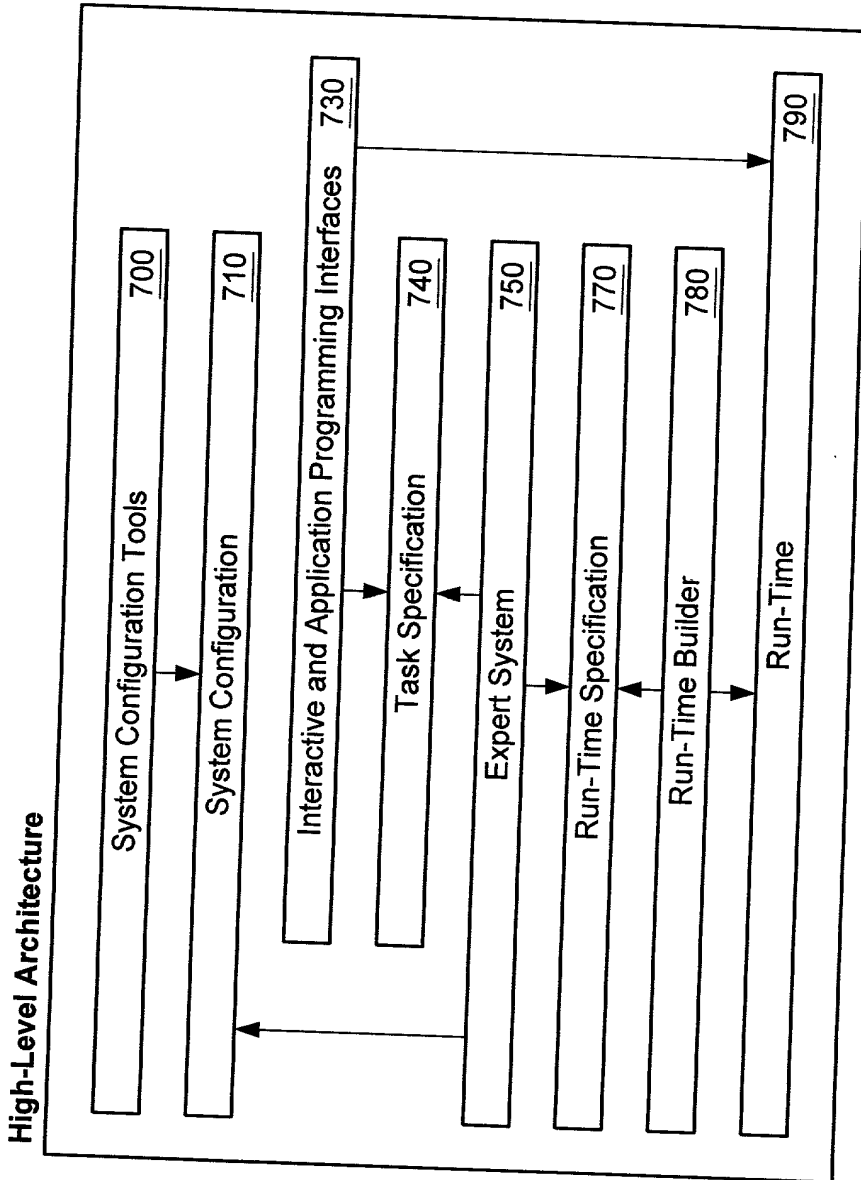 High-Level Architecture
System Configuration Tools 700
System Configuration 710
Interactive and Application Programming Interfaces 730
Task Specification 740
Expert System 750
Run-Time Specification 770
Run-Time Builder 780
Run-Time 790